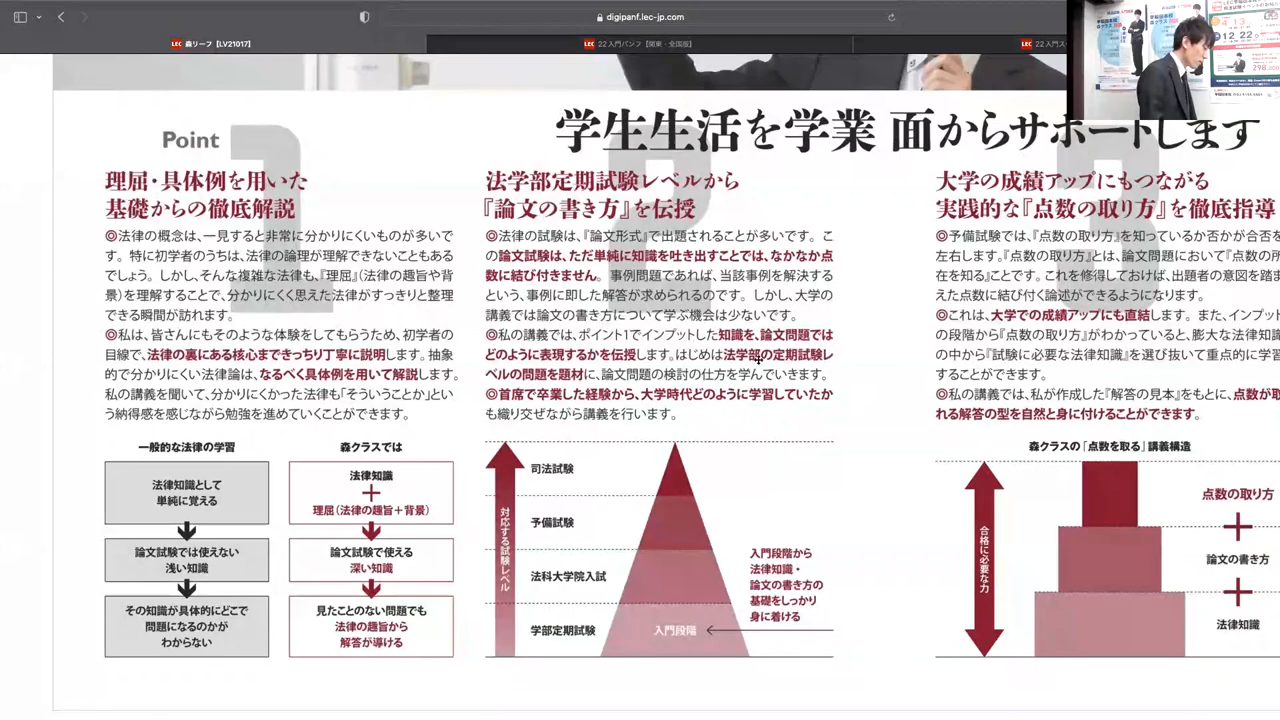 digipanf.lec-jp.com
LEC 森リーフ【LV21017】
LEC 22 入門パンフ【関東・全国版】
LEC 22 入門ス
学生生活を学業 面からサポートします
Point
1
理屈・具体例を用いた
基礎からの徹底解説
◎法律の概念は、一見すると非常に分かりにくいものが多いで
す。特に初学者のうちは、法律の論理が理解できないこともある
でしょう。しかし、そんな複雑な法律も、『理屈』（法律の趣旨や背
景）を理解することで、分かりにくく思えた法律がすっきりと整理
できる瞬間が訪れます。
◎私は、皆さんにもそのような体験をしてもらうため、初学者の
目線で、法律の裏にある核心まできっちり丁寧に説明します。抽象
的で分かりにくい法律論は、なるべく具体例を用いて解説します。
私の講義を聞いて、分かりにくかった法律も「そういうことか」とい
う納得感を感じながら勉強を進めていくことができます。
一般的な法律の学習
法律知識として
単純に覚える
論文試験では使えない
浅い知識
その知識が具体的にどこで
問題になるのかが
わからない
森クラスでは
法律知識
＋
理屈（法律の趣旨＋背景）
論文試験で使える
深い知識
見たことのない問題でも
法律の趣旨から
解答が導ける
2
法学部定期試験レベルから
『論文の書き方』を伝授
◎法律の試験は、『論文形式』で出題されることが多いです。こ
の論文試験は、ただ単純に知識を吐き出すことでは、なかなか点
数に結び付きません。事例問題であれば、当該事例を解決する
という、事例に即した解答が求められるのです。しかし、大学の
講義では論文の書き方について学ぶ機会は少ないです。
◎私の講義では、ポイント1でインプットした知識を、論文問題では
どのように表現するかを伝授します。はじめは法学部の定期試験レ
ベルの問題を題材に、論文問題の検討の仕方を学んでいきます。
◎首席で卒業した経験から、大学時代どのように学習していたか
も織り交ぜながら講義を行います。
対応する試験レベル
司法試験
予備試験
法科大学院入試
学部定期試験
入門段階
入門段階から
法律知識・
論文の書き方の
基礎をしっかり
身に着ける
3
大学の成績アップにもつながる
実践的な『点数の取り方』を徹底指導
◎予備試験では、『点数の取り方』を知っているか否かが合否を
左右します。『点数の取り方』とは、論文問題において『点数の所
在を知る』ことです。これを修得しておけば、出題者の意図を踏ま
えた点数に結び付く論述ができるようになります。
◎これは、大学での成績アップにも直結します。また、インプット
の段階から『点数の取り方』がわかっていると、膨大な法律知識
の中から『試験に必要な法律知識』を選び抜いて重点的に学習
することができます。
◎私の講義では、私が作成した『解答の見本』をもとに、点数が取
れる解答の型を自然と身に付けることができます。
森クラスの「点数を取る」講義構造
合格に必要な力
点数の取り方
＋
論文の書き方
＋
法律知識